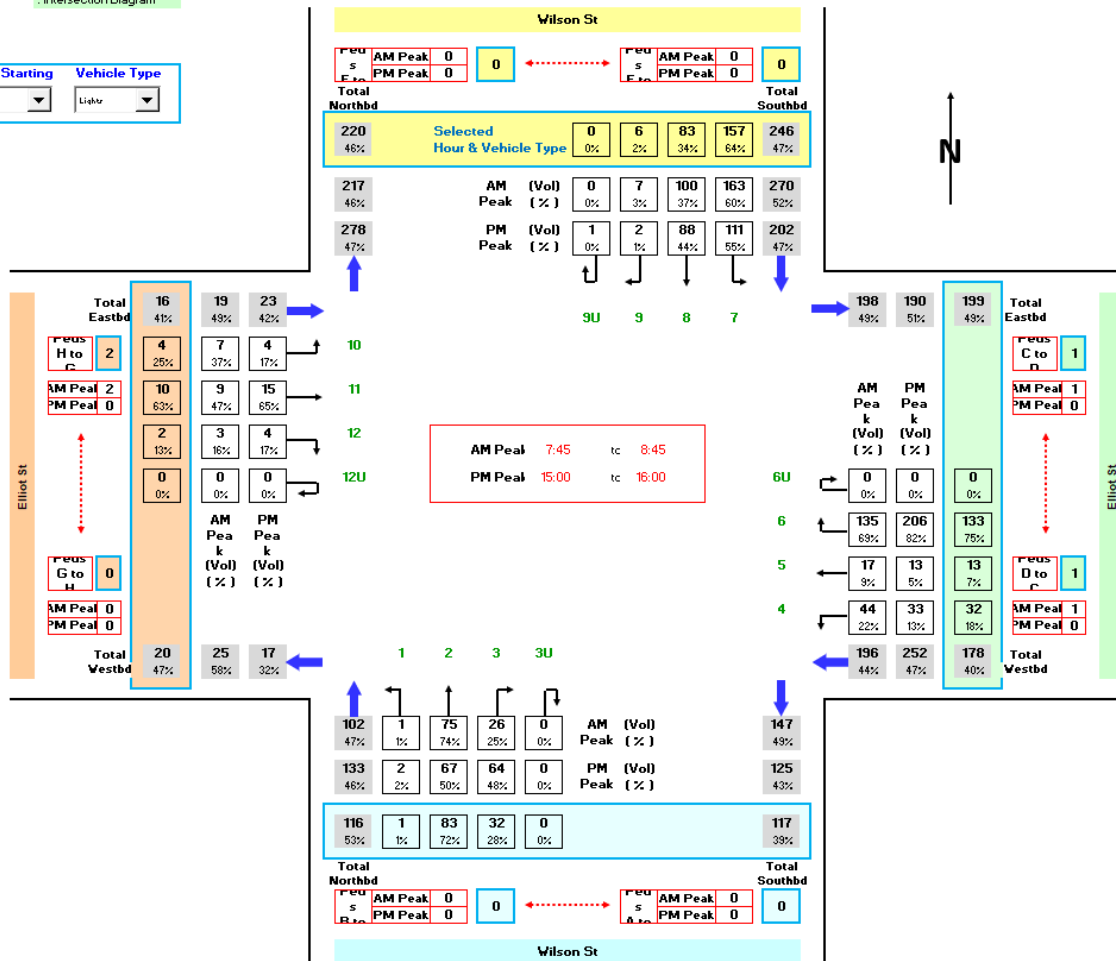 : Intersection Diagram
Starting Vehicle Type
Lights
Wilson St
Peds
AM Peak 0
PM Peak 0
0
Peds
AM Peak 0
PM Peak 0
0
Total
Northbd
Total
Southbd
220 Selected 0 6 83 157 246
46% Hour & Vehicle Type 0% 2% 34% 64% 47%
217 AM (Vol) 0 7 100 163 270
46% Peak (%) 0% 3% 37% 60% 52%
278 PM (Vol) 1 2 88 111 202
47% Peak (%) 0% 1% 44% 55% 47%
9U 9 8 7
N
Total
Eastbd
16 19 23
41% 49% 42%
Peds
H to
G
2
4 7 4 10
25% 37% 17%
AM Peak 2
PM Peak 0
10 9 15 11
63% 47% 65%
2 3 4 12
13% 16% 17%
0 0 0 12U
0% 0% 0%
AM PM
Pea Pea
k k
(Vol) (Vol)
(%) (%)
Elliot St
Peds
G to
H
0
AM Peak 0
PM Peak 0
Total
Westbd
20 25 17
47% 58% 32%
AM Peak 7:45 to 8:45
PM Peak 15:00 to 16:00
198 190 199 Total
49% 51% 49% Eastbd
Peds
C to
D
1
AM Peak 1
PM Peak 0
AM PM
Pea Pea
k k
(Vol) (Vol)
(%) (%)
6U 0 0 0
0% 0% 0%
6 135 206 133
69% 82% 75%
5 17 13 13
9% 5% 7%
4 44 33 32
22% 13% 18%
Elliot St
Peds
D to
C
1
AM Peak 1
PM Peak 0
196 252 178 Total
44% 47% 40% Westbd
1 2 3 3U
102 1 75 26 0 AM (Vol) 147
47% 1% 74% 25% 0% Peak (%) 49%
133 2 67 64 0 PM (Vol) 125
46% 2% 50% 48% 0% Peak (%) 43%
116 1 83 32 0 117
53% 1% 72% 28% 0% 39%
Total
Northbd
Total
Southbd
Peds
AM Peak 0
PM Peak 0
0
Peds
AM Peak 0
PM Peak 0
0
Wilson St